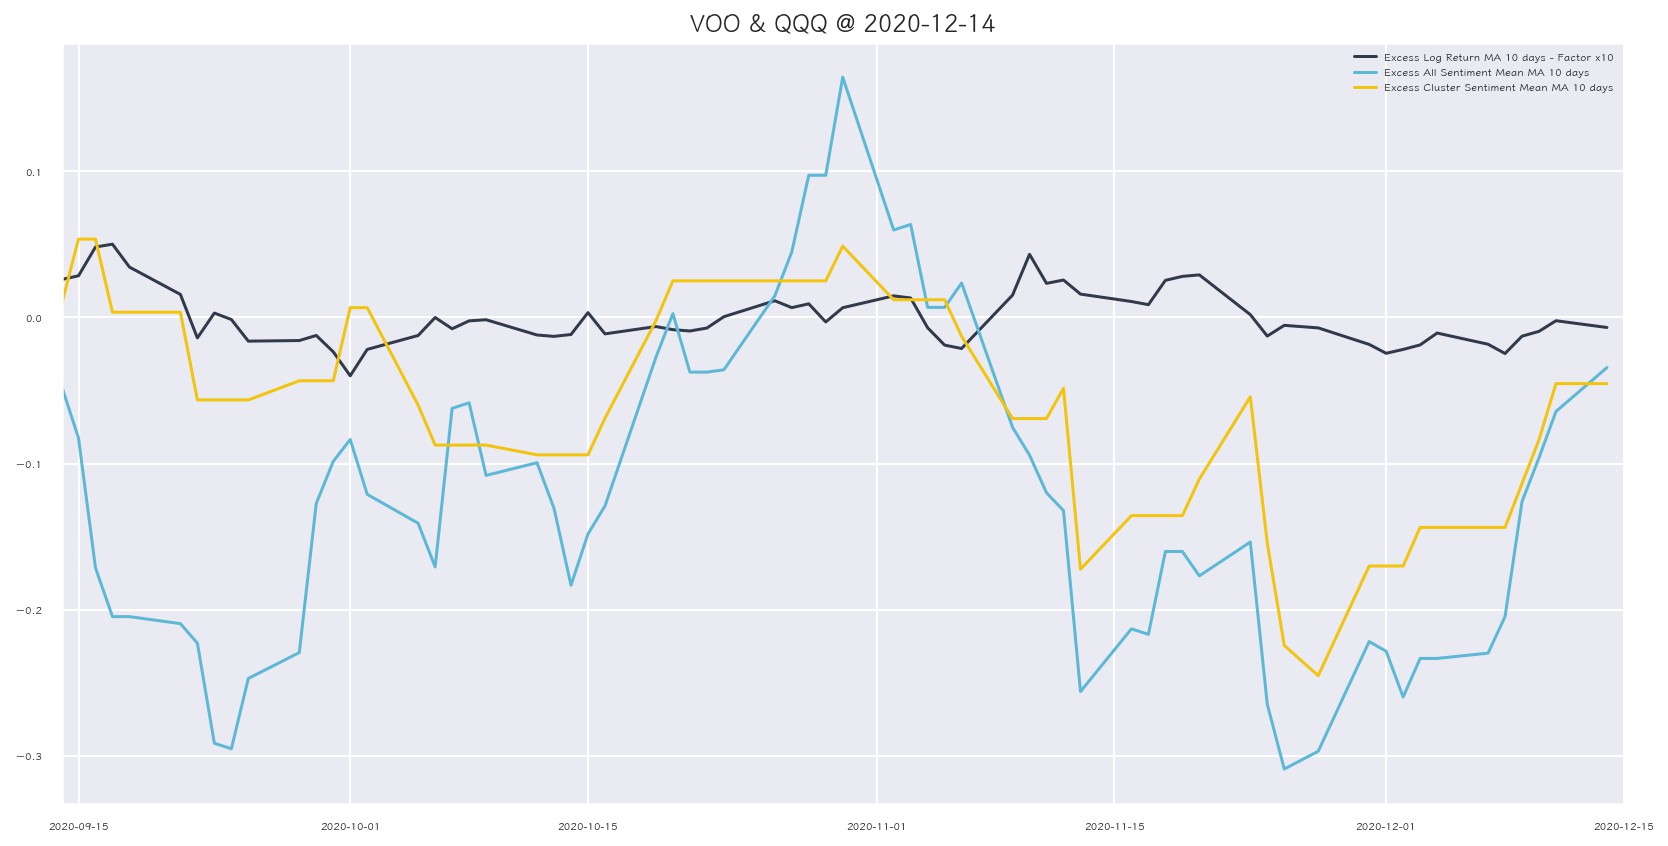 VOO & QQQ @ 2020-12-14
Excess Log Return MA 10 days - Factor x10
Excess All Sentiment Mean MA 10 days
Excess Cluster Sentiment Mean MA 10 days
0.1
0.0
−0.1
−0.2
−0.3
2020-09-15 2020-10-01 2020-10-15 2020-11-01 2020-11-15 2020-12-01 2020-12-15